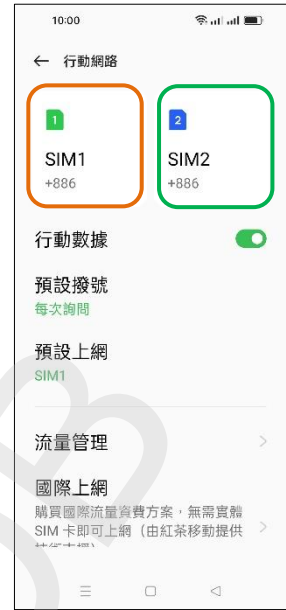 10:00
← 行動網路
1
2
SIM1
SIM2
+886
+886
行動數據
預設撥號
每次詢問
預設上網
SIM1
流量管理
國際上網
購買國際流量資費方案，無需實體
SIM 卡即可上網（由紅茶移動提供